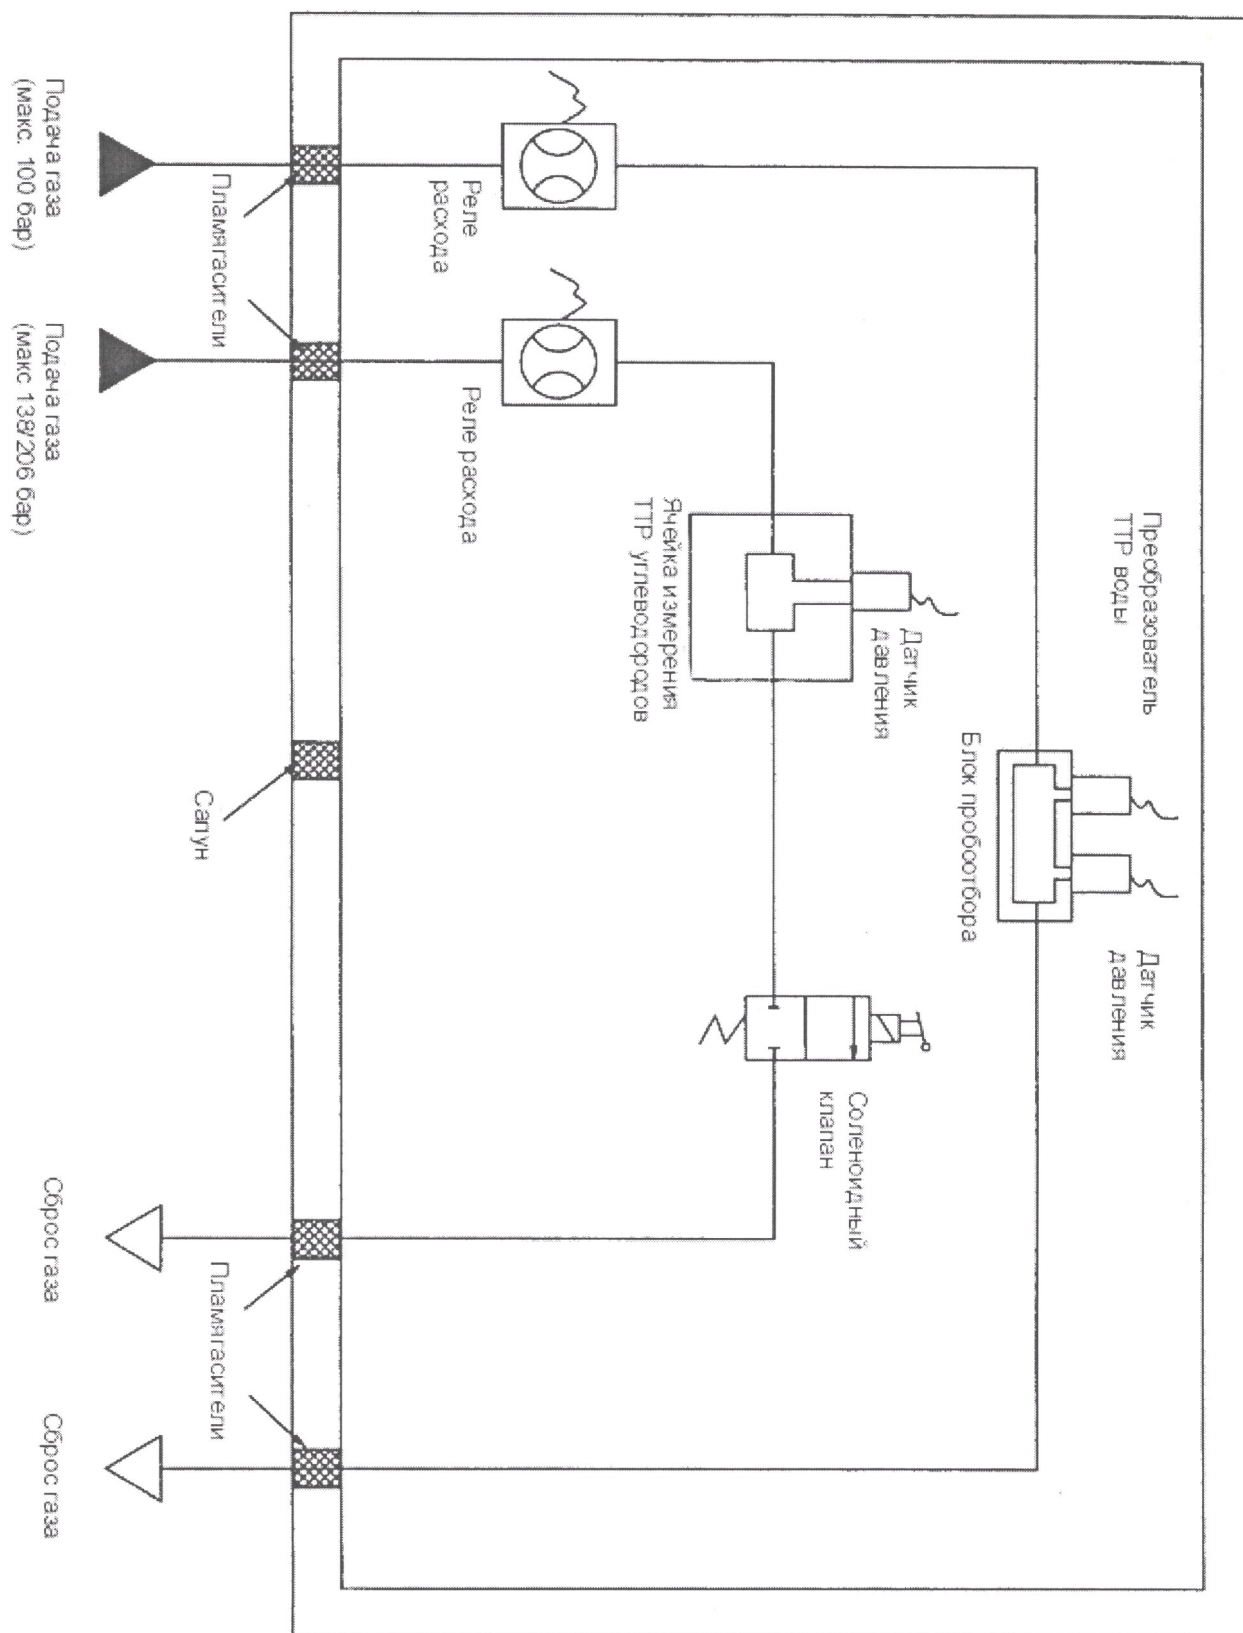 Преобразователь
ТТР воды
Датчик
давления
Блок пробоотбора
Датчик
давления
Соленоидный
клапан
Ячейка измерения
ТТР углеводородов
Реле
расхода
Реле расхода
Пламягасители
Сапун
Пламягасители
Подача газа
(макс. 100 бар)
Подача газа
(макс 138/206 бар)
Сброс газа
Сброс газа